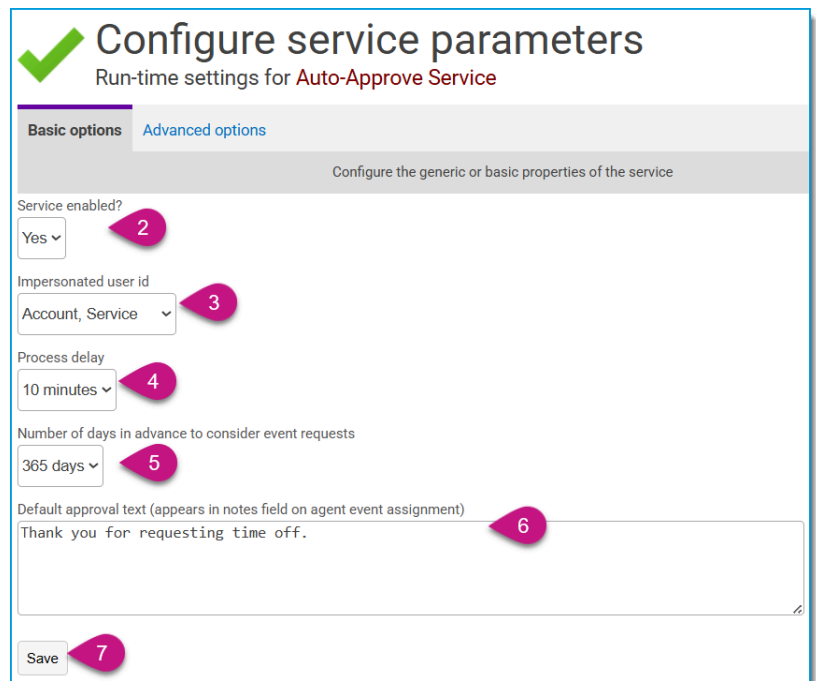 Configure service parameters
Run-time settings for Auto-Approve Service
Basic options Advanced options
Configure the generic or basic properties of the service
Service enabled?
2
Yes
Impersonated user id
3
Account, Service
Process delay
4
10 minutes
Number of days in advance to consider event requests
5
365 days
Default approval text (appears in notes field on agent event assignment)
6
Thank you for requesting time off.
7
Save